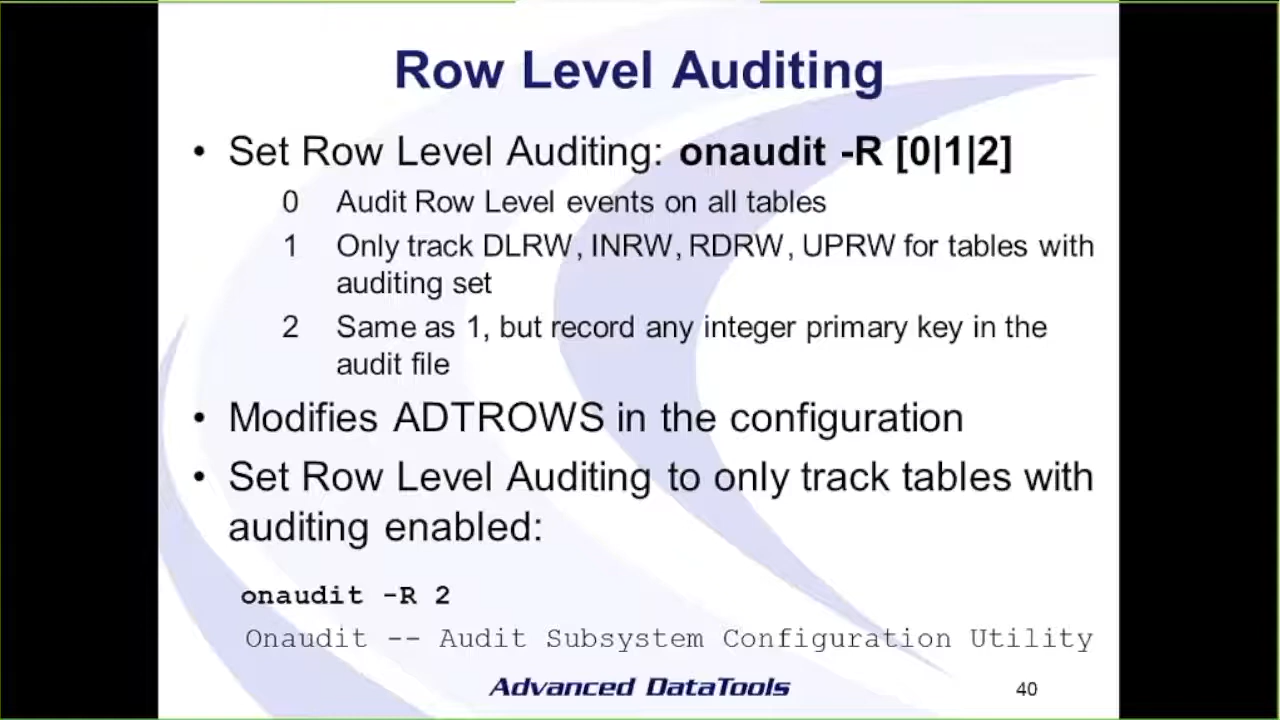 Row Level Auditing
• Set Row Level Auditing: onaudit -R [0|1|2]
0 Audit Row Level events on all tables
1 Only track DLRW, INRW, RDRW, UPRW for tables with
auditing set
2 Same as 1, but record any integer primary key in the
audit file
• Modifies ADTROWS in the configuration
• Set Row Level Auditing to only track tables with
auditing enabled:
onaudit -R 2
Onaudit -- Audit Subsystem Configuration Utility
Advanced DataTools
40